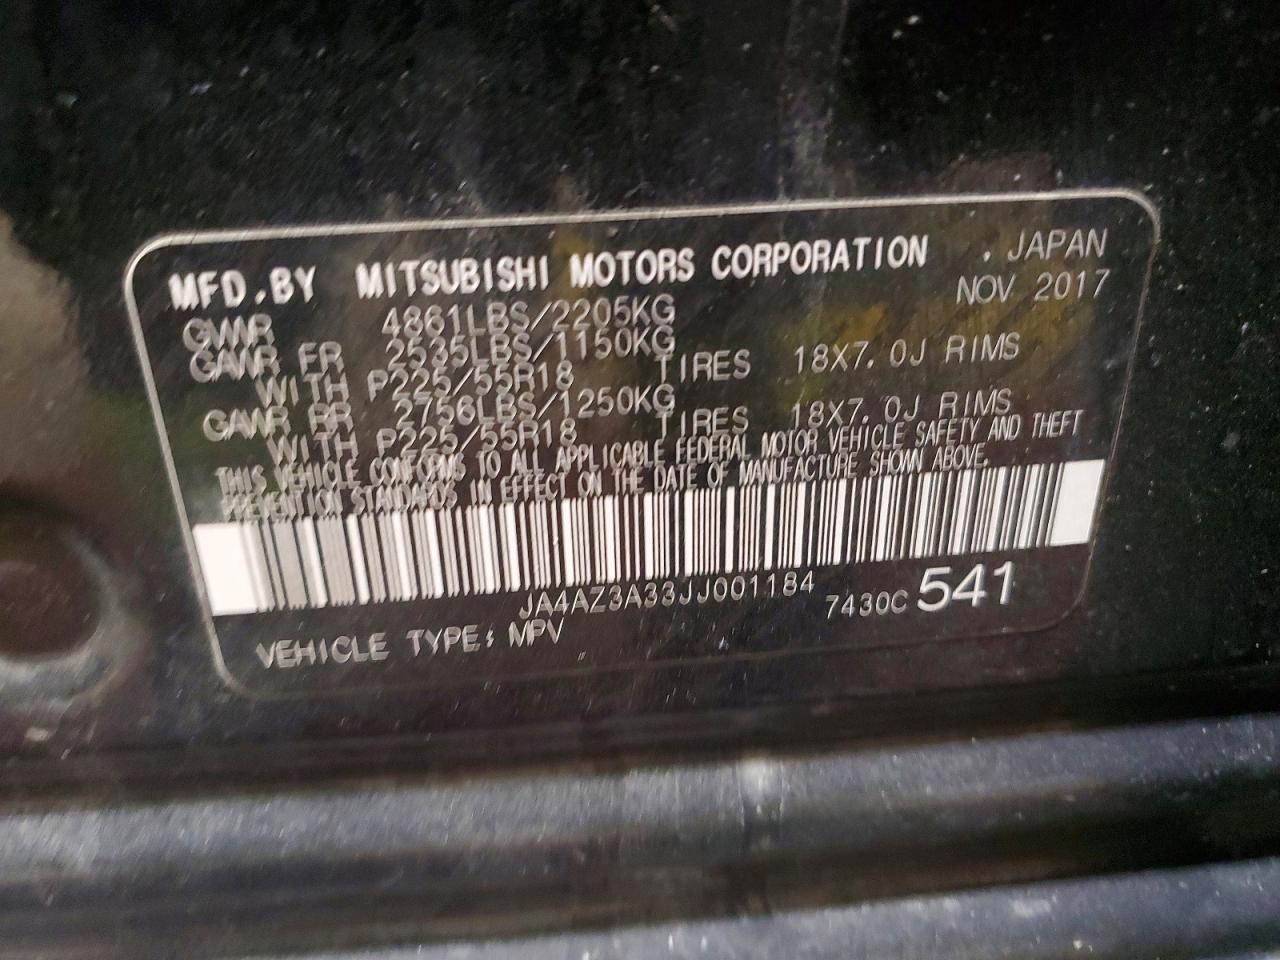 MFD.BY MITSUBISHI MOTORS CORPORATION . JAPAN
NOV 2017
GVWR 4861LBS/2205KG
GAWR FR 2535LBS/1150KG
WITH P225/55R18 TIRES 18X7.0J RIMS
GAWR RR 2756LBS/1250KG
WITH P225/55R18 TIRES 18X7.0J RIMS
THIS VEHICLE CONFORMS TO ALL APPLICABLE FEDERAL MOTOR VEHICLE SAFETY AND THEFT
PREVENTION STANDARDS IN EFFECT ON THE DATE OF MANUFACTURE SHOWN ABOVE.
JA4AZ3A33JJ001184 7430C 541
VEHICLE TYPE: MPV